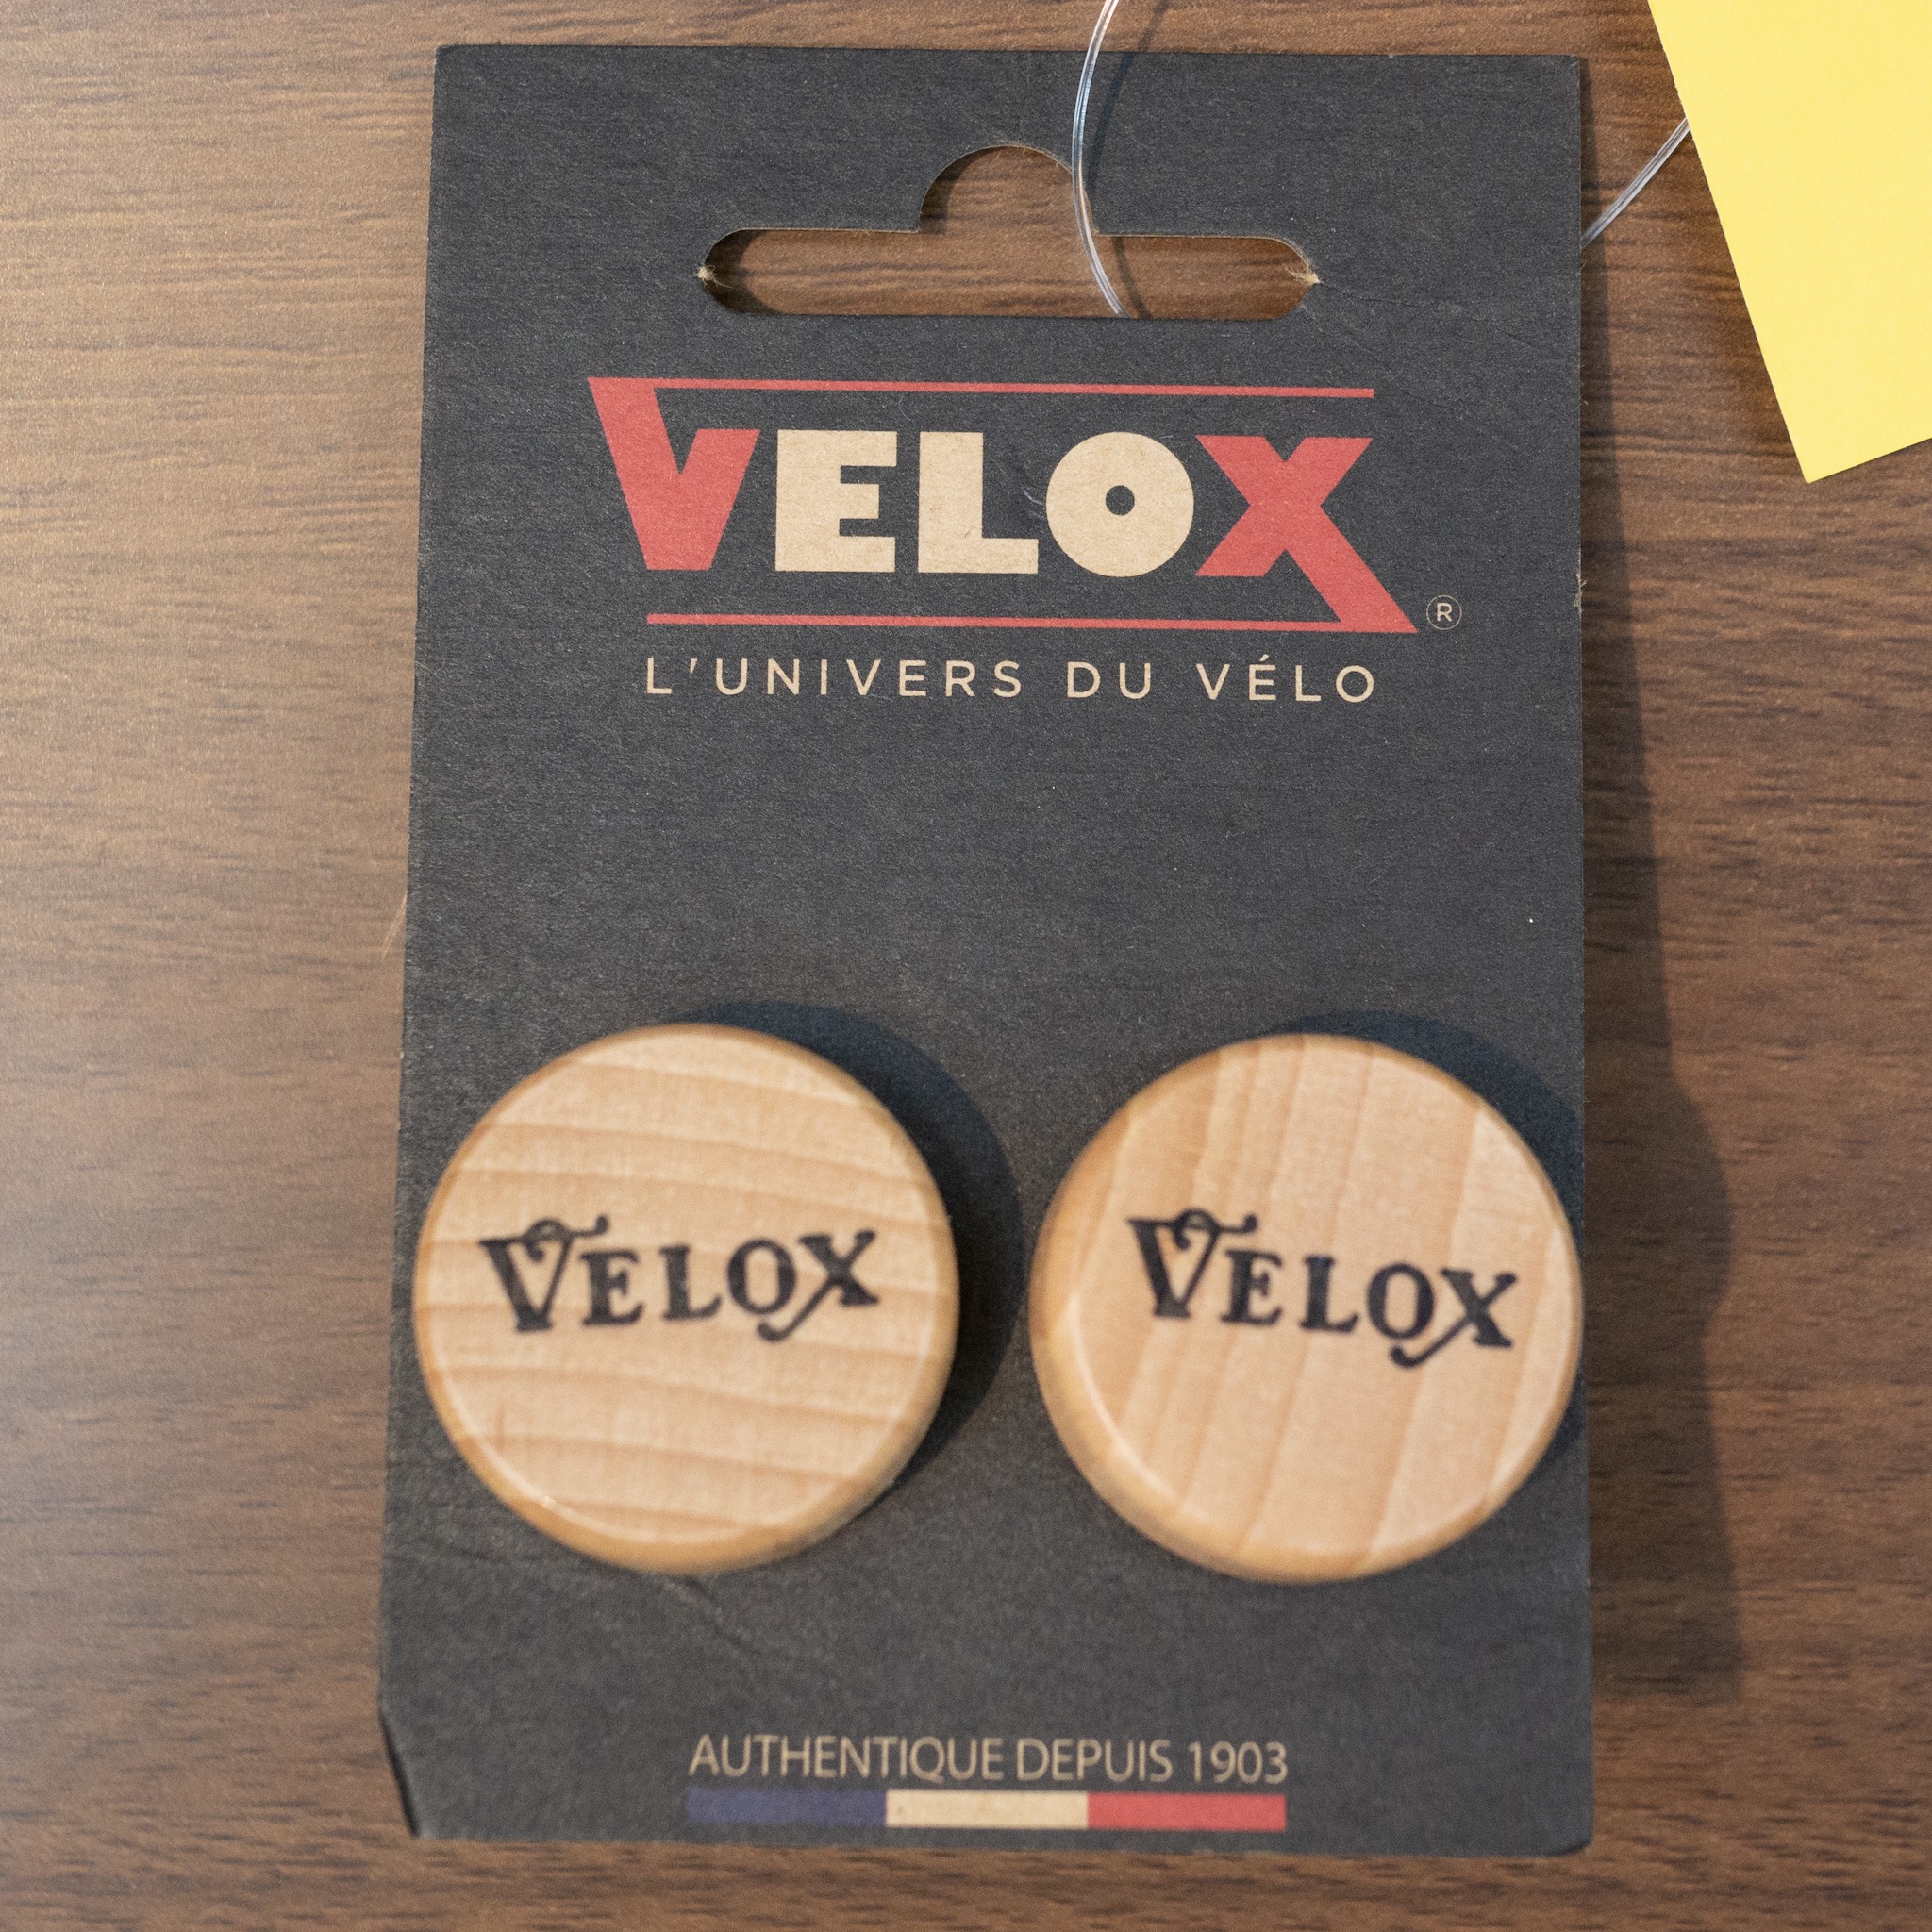 VELOX
®
L'UNIVERS DU VÉLO
VELOX
VELOX
AUTHENTIQUE DEPUIS 1903